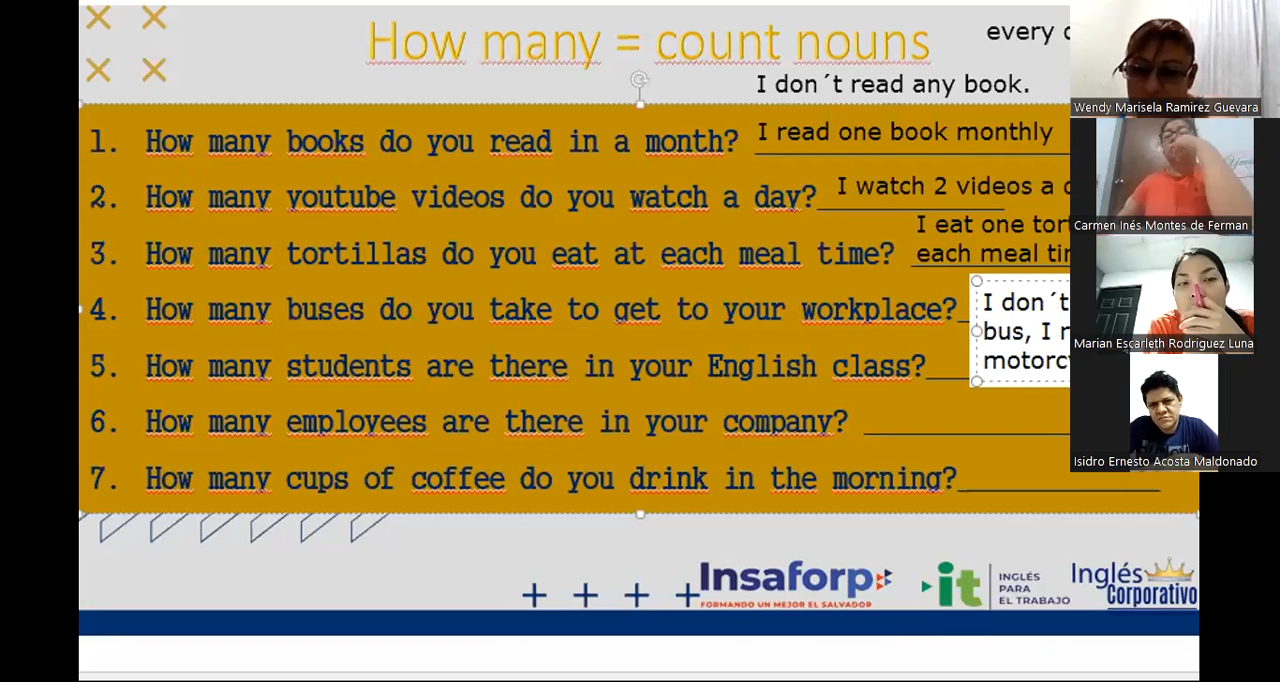 How many = count nouns
every
I don´t read any book.
1. How many books do you read in a month? I read one book monthly
2. How many youtube videos do you watch a day? I watch 2 videos a
3. How many tortillas do you eat at each meal time? I eat one
each meal
4. How many buses do you take to get to your workplace? I don´t
bus, I
5. How many students are there in your English class?
6. How many employees are there in your company?
7. How many cups of coffee do you drink in the morning?
Insaforp
FORMANDO UN MEJOR EL SALVADOR
it
INGLÉS
PARA
EL TRABAJO
Inglés
Corporativo
Wendy Marisela Ramirez Guevara
Carmen Inés Montes de Ferman
Marian Escarleth Rodriguez Luna
Isidro Ernesto Acosta Maldonado